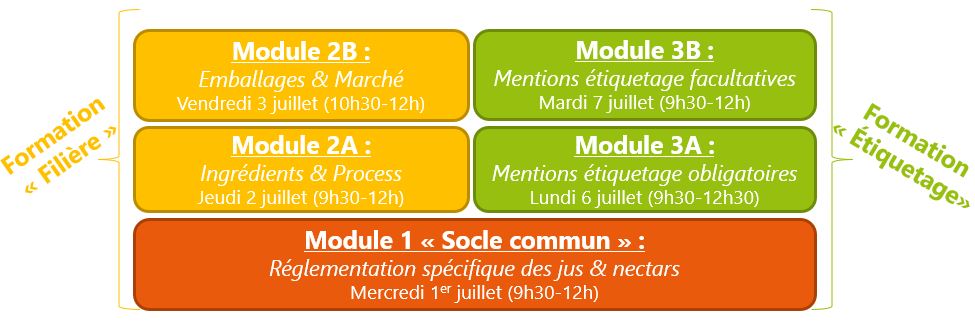 Formation
« Filière »
Module 2B :
Emballages & Marché
Vendredi 3 juillet (10h30-12h)
Module 3B :
Mentions étiquetage facultatives
Mardi 7 juillet (9h30-12h)
Module 2A :
Ingrédients & Process
Jeudi 2 juillet (9h30-12h)
Module 3A :
Mentions étiquetage obligatoires
Lundi 6 juillet (9h30-12h30)
Formation
« Étiquetage»
Module 1 « Socle commun » :
Réglementation spécifique des jus & nectars
Mercredi 1er juillet (9h30-12h)